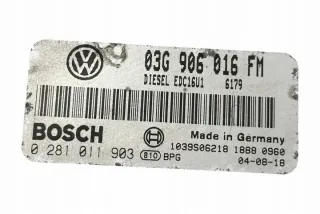 03G 906 016 FM
DIESEL EDC16U1 6179
BOSCH
Made in Germany
1039S06218 1888 0960
0 281 011 903 810 BPG 04-08-18